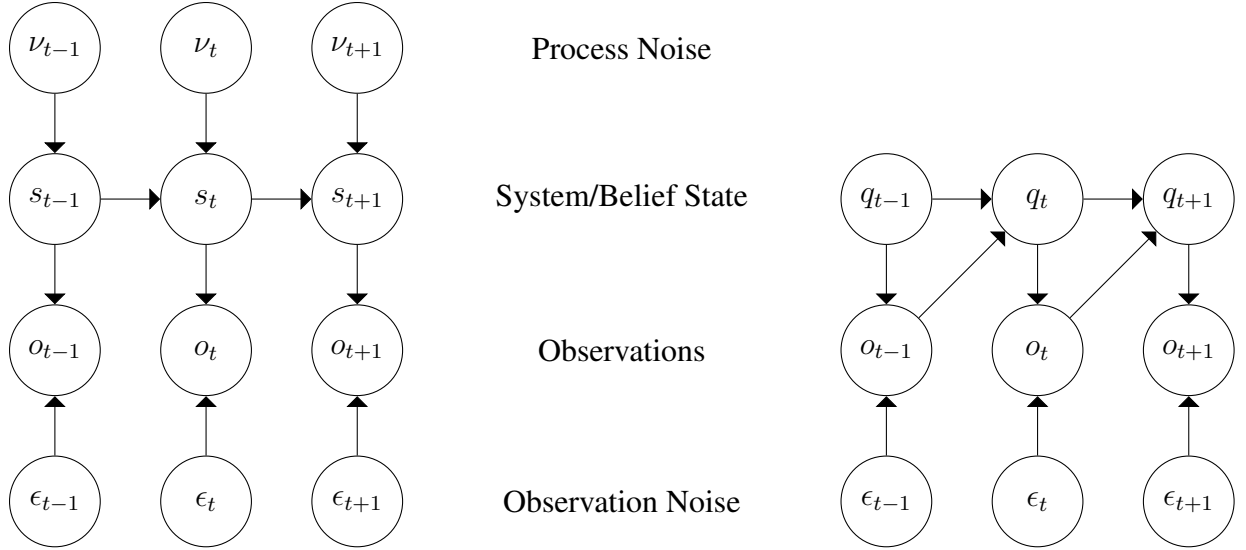 ν_{t−1} ν_t ν_{t+1} Process Noise
s_{t−1} s_t s_{t+1} System/Belief State q_{t−1} q_t q_{t+1}
o_{t−1} o_t o_{t+1} Observations o_{t−1} o_t o_{t+1}
ϵ_{t−1} ϵ_t ϵ_{t+1} Observation Noise ϵ_{t−1} ϵ_t ϵ_{t+1}